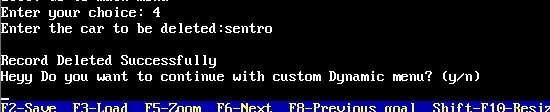 Enter your choice: 4
Enter the car to be deleted:sentro
Record Deleted Successfully
Heyy Do you want to continue with custom Dynamic menu? (y/n)
F2-Save F3-Load F5-Zoom F6-Next F8-Previous goal Shift-F10-Resiz